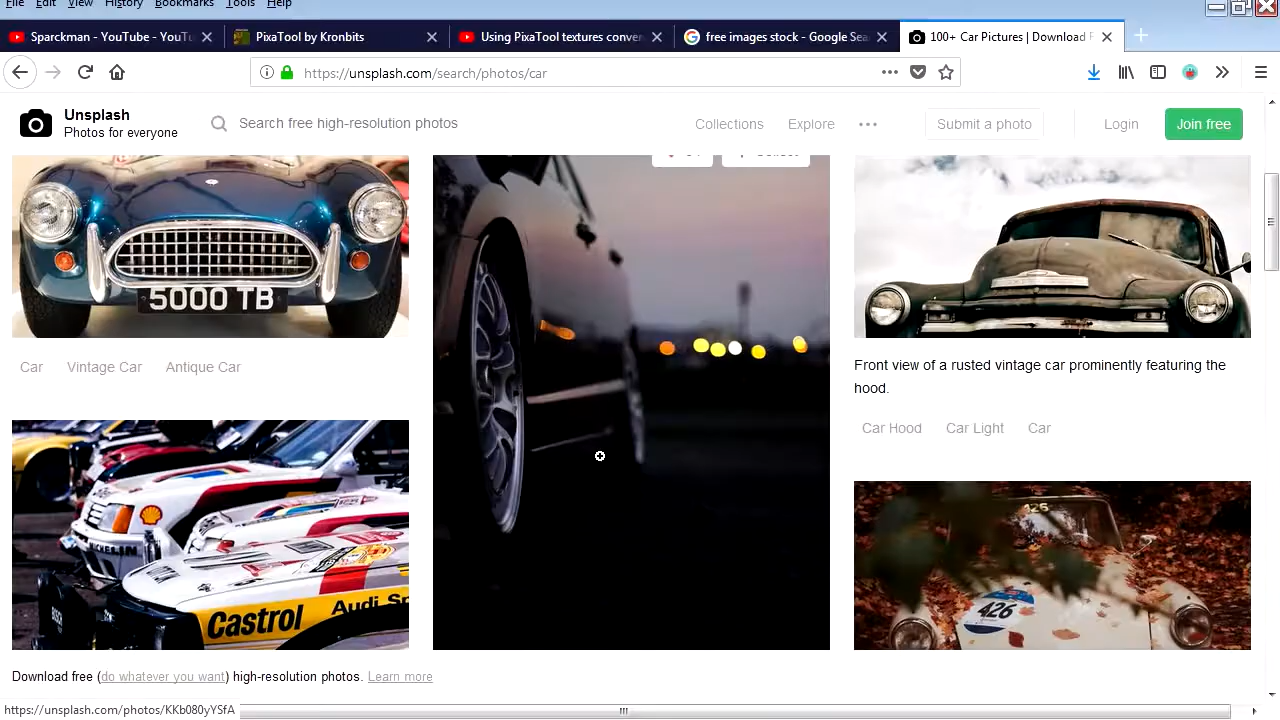 File Edit View History Bookmarks Tools Help
Sparckman - YouTube - YouTu
PixaTool by Kronbits
Using PixaTool textures conver
free images stock - Google Sea
100+ Car Pictures | Download F
https://unsplash.com/search/photos/car
Unsplash
Photos for everyone
Search free high-resolution photos
Collections
Explore
Submit a photo
Login
Join free
5000 TB
Car Vintage Car Antique Car
Front view of a rusted vintage car prominently featuring the
hood.
Car Hood Car Light Car
MICHELIN
Castrol
Audi Sp
426
426
Download free (do whatever you want) high-resolution photos. Learn more
https://unsplash.com/photos/KKb080yYSfA